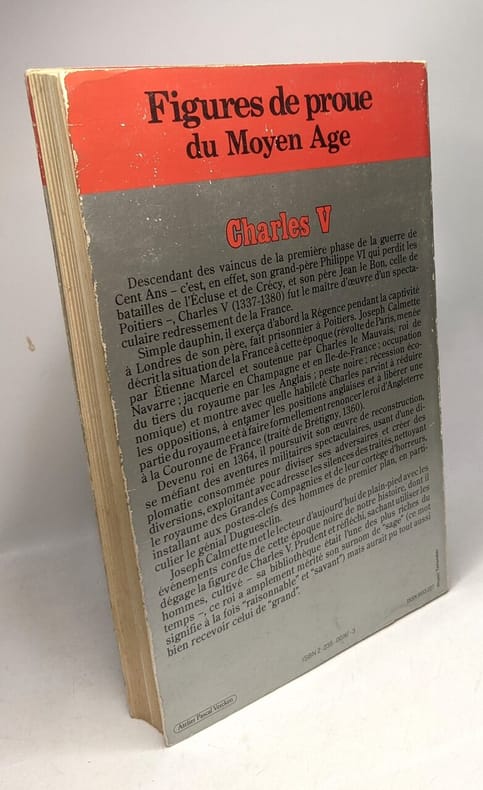 Figures de proue
du Moyen Age
Charles V
Descendant des vaincus de la première phase de la guerre de
Cent Ans – c'est, en effet, son grand-père Philippe VI qui perdit les
batailles de l'Écluse et de Crécy, et son père Jean le Bon, celle de
Poitiers –, Charles V (1337-1380) fut le maître d'œuvre d'un specta-
culaire redressement de la France.
Simple dauphin, il exerça d'abord la Régence pendant la captivité
à Londres de son père, fait prisonnier à Poitiers. Joseph Calmette
décrit la situation de la France à cette époque (révolte de Paris, menée
par Étienne Marcel et soutenue par Charles le Mauvais, roi de
Navarre ; jacquerie en Champagne et en Ile-de-France ; occupation
du tiers du royaume par les Anglais ; peste noire ; récession éco-
nomique) et montre avec quelle habileté Charles parvint à réduire
les oppositions, à entamer les positions anglaises et à libérer une
partie du royaume et à faire formellement renoncer le roi d'Angleterre
à la Couronne de France (traité de Brétigny, 1360).
Devenu roi en 1364, il poursuivit son œuvre de reconstruction,
se méfiant des aventures militaires spectaculaires, usant d'une di-
plomatie consommée pour diviser ses adversaires et créer des
diversions, exploitant avec adresse les silences des traités, nettoyant
le royaume des Grandes Compagnies et de leur cortège d'horreurs,
installant aux postes-clefs des hommes de premier plan, en parti-
culier le génial Duguesclin.
Joseph Calmette met le lecteur d'aujourd'hui de plain-pied avec les
événements confus de cette époque noire de notre histoire, dont il
dégage la figure de Charles V. Prudent et réfléchi, sachant utiliser les
hommes, cultivé – sa bibliothèque était l'une des plus riches du
temps –, ce roi a amplement mérité son surnom de "sage" (ce mot
signifie à la fois "raisonnable" et "savant") mais aurait pu tout aussi
bien recevoir celui de "grand".
Atelier Pascal Vercken